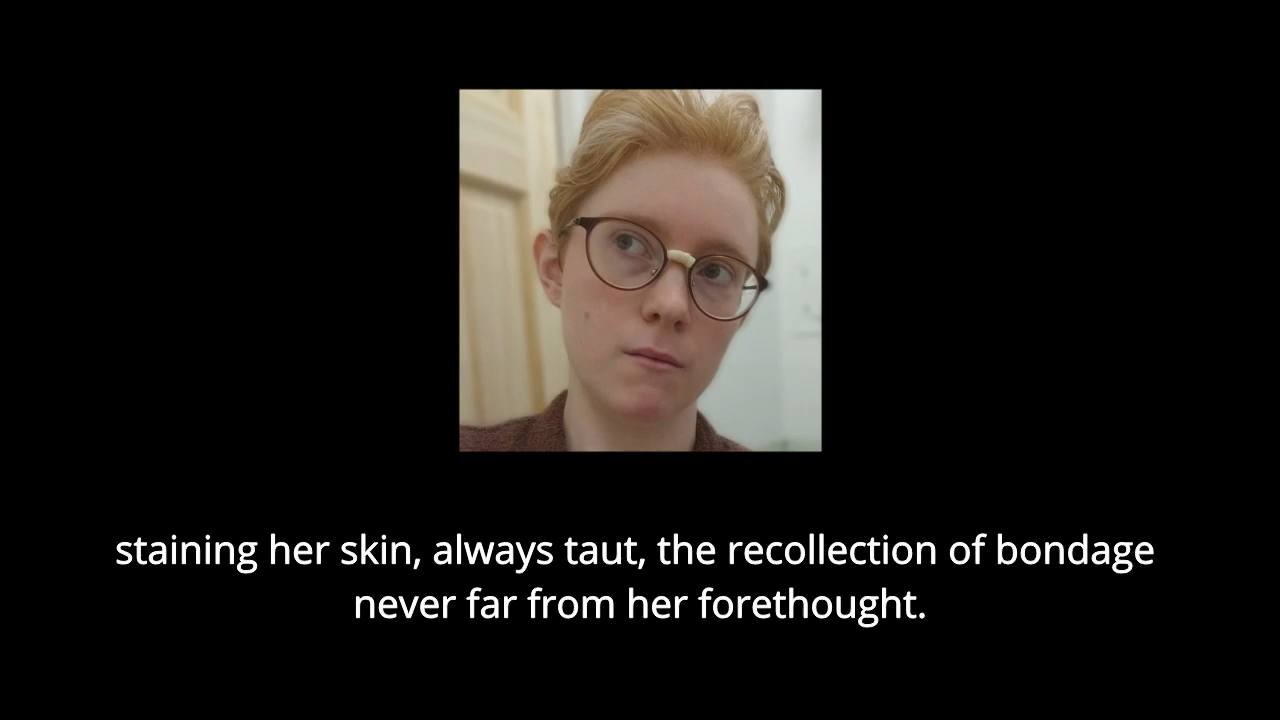 staining her skin, always taut, the recollection of bondage
never far from her forethought.